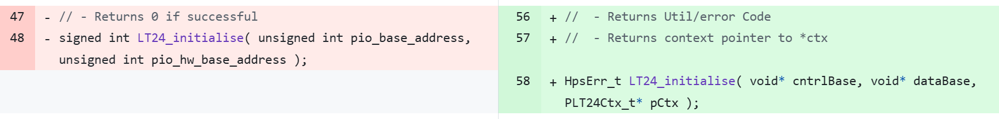 47 - // - Returns 0 if successful
48 - signed int LT24_initialise( unsigned int pio_base_address,
unsigned int pio_hw_base_address );
56 + //  - Returns Util/error Code
57 + //  - Returns context pointer to *ctx
58 + HpsErr_t LT24_initialise( void* cntrlBase, void* dataBase,
PLT24Ctx_t* pCtx );